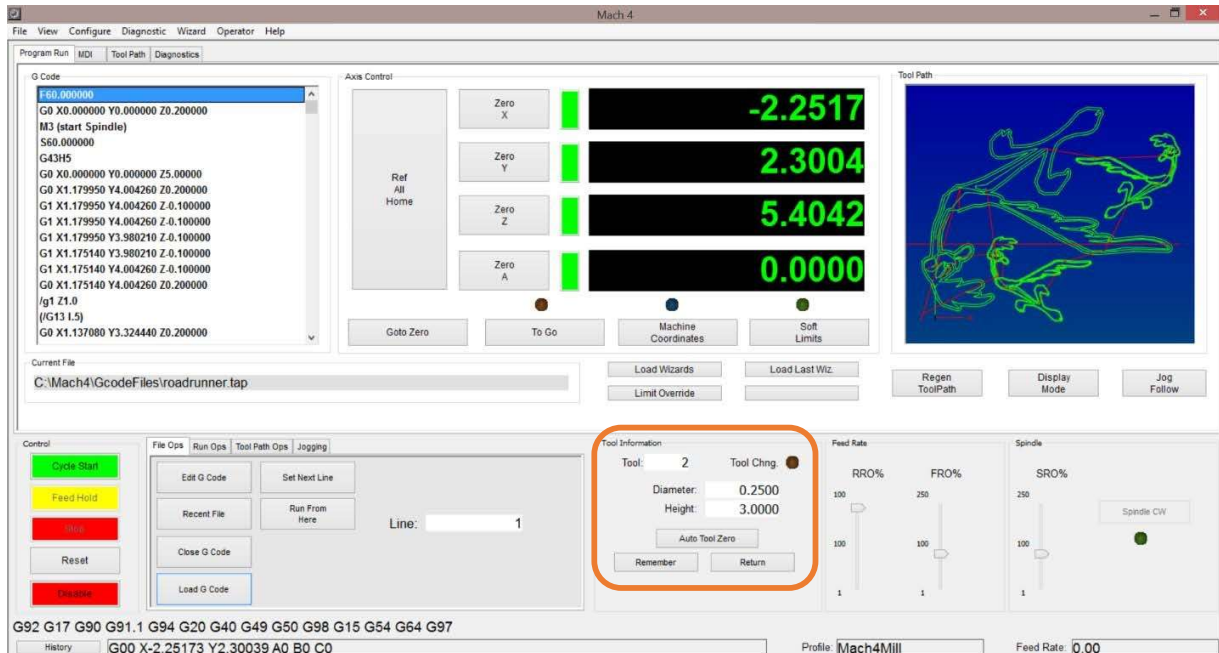 Mach 4
File View Configure Diagnostic Wizard Operator Help
Program Run MDI Tool Path Diagnostics
G Code
F60.000000
G0 X0.000000 Y0.000000 Z0.200000
M3 (start Spindle)
S60.000000
G43H5
G0 X0.000000 Y0.000000 Z5.00000
G0 X1.179950 Y4.004260 Z0.200000
G1 X1.179950 Y4.004260 Z-0.100000
G1 X1.179950 Y4.004260 Z-0.100000
G1 X1.179950 Y3.980210 Z-0.100000
G1 X1.175140 Y3.980210 Z-0.100000
G1 X1.175140 Y4.004260 Z-0.100000
G0 X1.175140 Y4.004260 Z0.200000
/g1 Z1.0
(/G13 I.5)
G0 X1.137080 Y3.324440 Z0.200000
Axis Control
Ref
All
Home
Zero
X
-2.2517
Zero
Y
2.3004
Zero
Z
5.4042
Zero
A
0.0000
Goto Zero
To Go
Machine
Coordinates
Soft
Limits
Tool Path
Current File
C:\Mach4\GcodeFiles\roadrunner.tap
Load Wizards
Load Last Wiz.
Limit Override
Regen
ToolPath
Display
Mode
Jog
Follow
Control
Cycle Start
Feed Hold
Stop
Reset
Disable
File Ops Run Ops Tool Path Ops Jogging
Edit G Code
Set Next Line
Recent File
Run From
Here
Close G Code
Load G Code
Line: 1
Tool Information
Tool: 2 Tool Chng.
Diameter: 0.2500
Height: 3.0000
Auto Tool Zero
Remember
Return
Feed Rate
RRO% FRO%
100 250
100 100
1 1
Spindle
SRO%
250
100
1
Spindle CW
G92 G17 G90 G91.1 G94 G20 G40 G49 G50 G98 G15 G54 G64 G97
History G00 X-2.25173 Y2.30039 A0 B0 C0
Profile: Mach4Mill
Feed Rate: 0.00